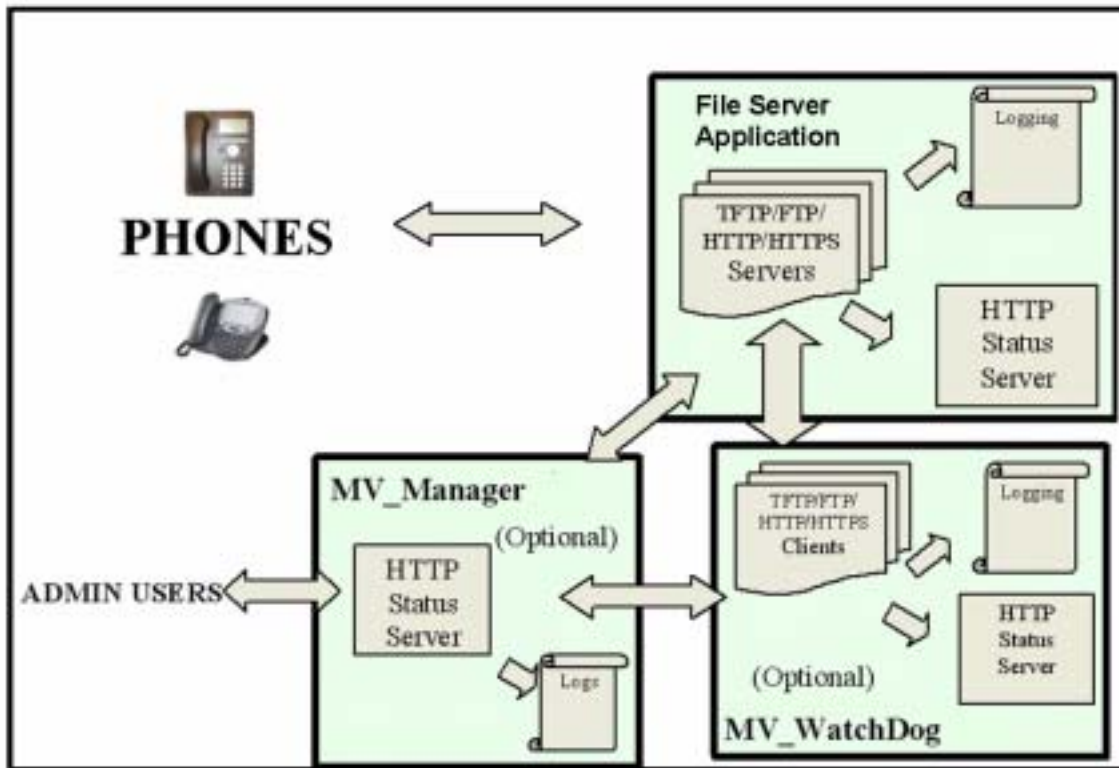 File Server
Application
Logging
PHONES
TFTP/FTP/
HTTP/HTTPS
Servers
HTTP
Status
Server
MV_Manager
(Optional)
HTTP
Status
Server
Logs
ADMIN USERS
TFTP/FTP/
HTTP/HTTPS
Clients
Logging
HTTP
Status
Server
(Optional)
MV_WatchDog